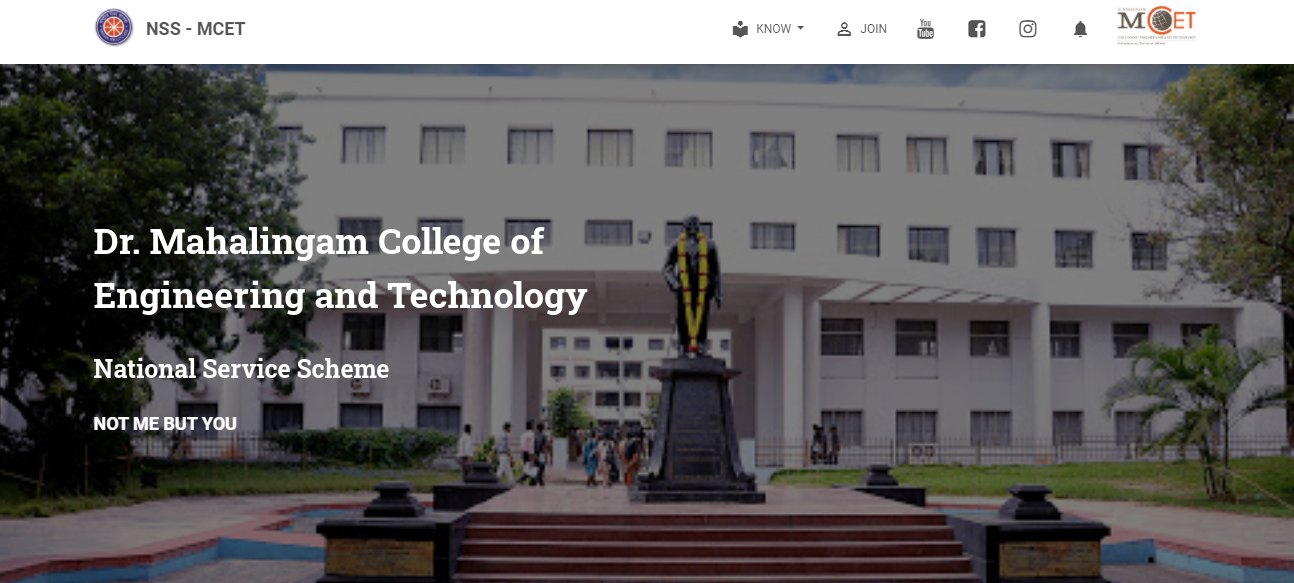 NSS - MCET
KNOW
JOIN
You
Tube
MCET
Dr. Mahalingam College of
Engineering and Technology
National Service Scheme
NOT ME BUT YOU